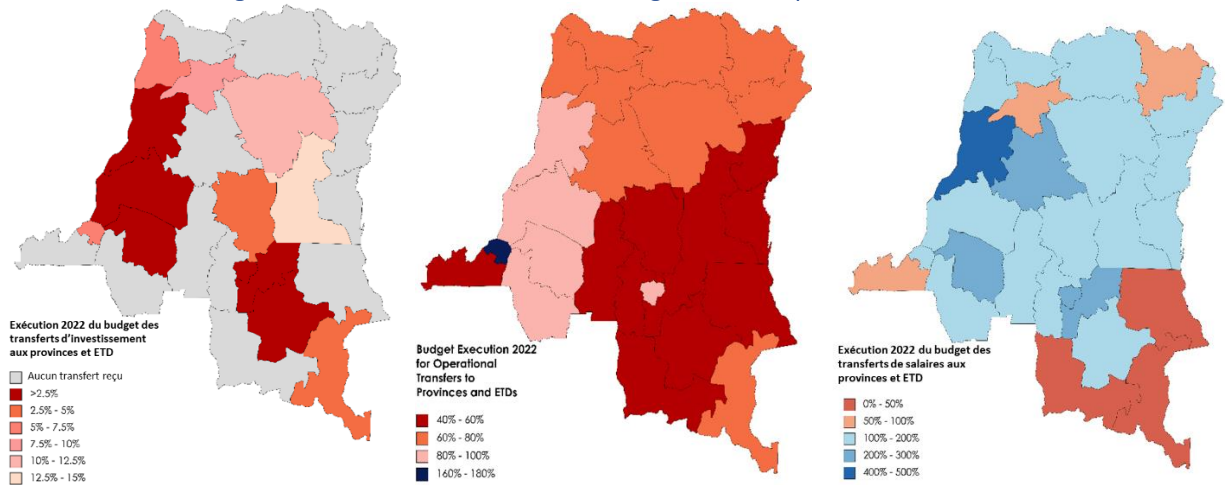 Exécution 2022 du budget des
transferts d'investissement
aux provinces et ETD
Aucun transfert reçu
>2.5%
2.5% - 5%
5% - 7.5%
7.5% - 10%
10% - 12.5%
12.5% - 15%
Budget Execution 2022
for Operational
Transfers to
Provinces and ETDs
40% - 60%
60% - 80%
80% - 100%
160% - 180%
Exécution 2022 du budget des
transferts de salaires aux
provinces et ETD
0% - 50%
50% - 100%
100% - 200%
200% - 300%
400% - 500%